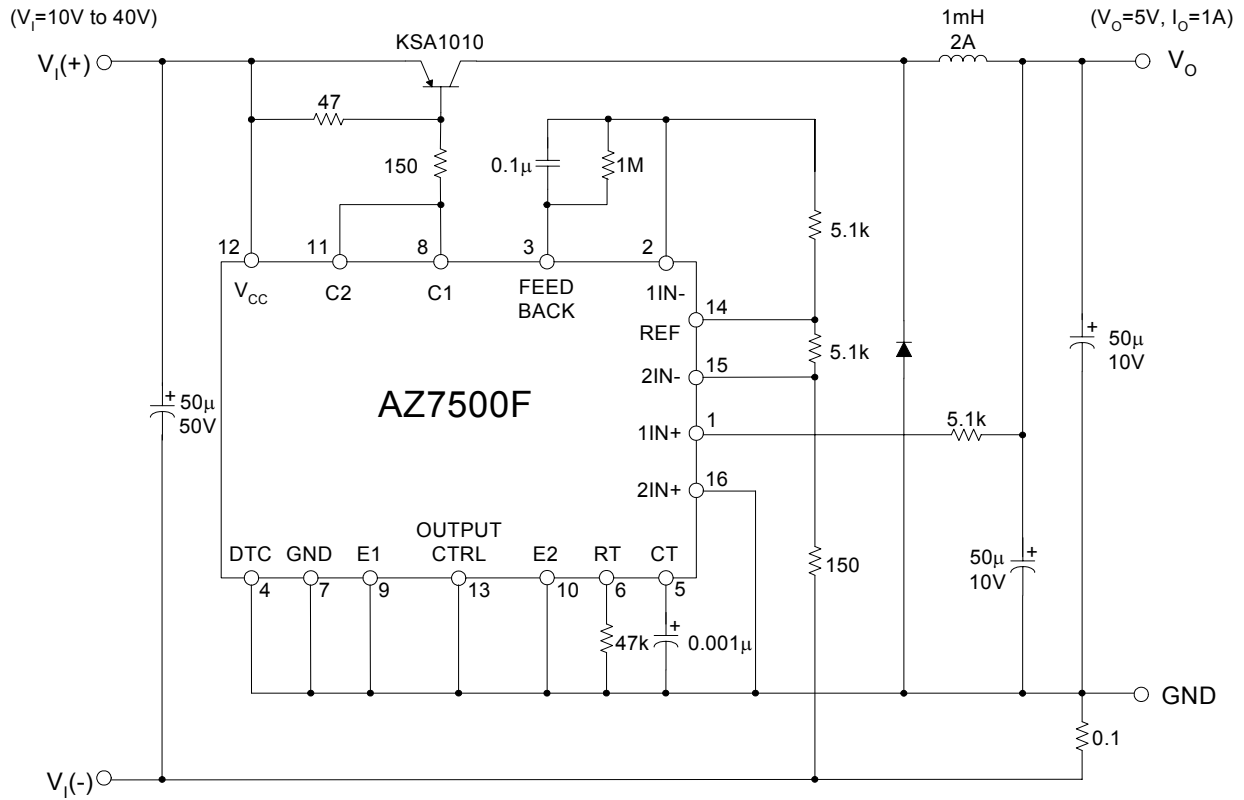 (VI=10V to 40V)
1mH
2A
(VO=5V, IO=1A)
KSA1010
VI(+)
VO
47
150
0.1μ
1M
5.1k
12
11
8
3
2
VCC
C2
C1
FEED
BACK
1IN-
14
REF
5.1k
15
2IN-
+
50μ
10V
+
50μ
50V
AZ7500F
1
1IN+
5.1k
16
2IN+
DTC
GND
E1
OUTPUT
CTRL
E2
RT
CT
150
+
50μ
10V
4
7
9
13
10
6
5
47k
+
0.001μ
GND
0.1
VI(-)